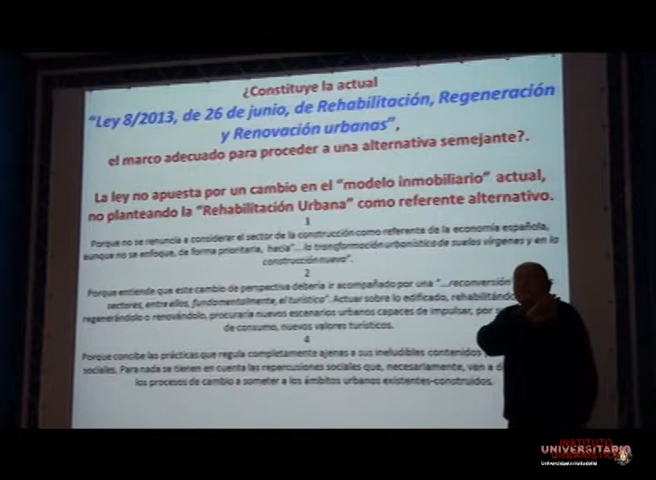 ¿Constituye la actual
"Ley 8/2013, de 26 de junio, de Rehabilitación, Regeneración
y Renovación urbanas",
el marco adecuado para proceder a una alternativa semejante?.
La ley no apuesta por un cambio en el "modelo inmobiliario" actual,
no planteando la "Rehabilitación Urbana" como referente alternativo.
1
Porque no se renuncia a considerar el sector de la construcción como referente de la economía española,
aunque no se enfoque, de forma prioritaria, hacia "...la transformación urbanística de suelos vírgenes y en la
construcción nueva".
2
Porque entiende que este cambio de perspectiva debería ir acompañado por una "...reconversión
sectores, entre ellos, fundamentalmente, el turístico". Actuar sobre lo edificado, rehabilitándo
regenerándolo o renovándolo, procuraría nuevos escenarios urbanos capaces de impulsar, por s
de consumo, nuevos valores turísticos.
4
Porque concibe las prácticas que regula completamente ajenas a sus ineludibles contenidos
sociales. Para nada se tienen en cuenta las repercusiones sociales que, necesariamente, van a d
los procesos de cambio a someter a los ámbitos urbanos existentes-construidos.
INSTITUTO
UNIVERSITARIO
URBANÍSTICA
Universidad Valladolid